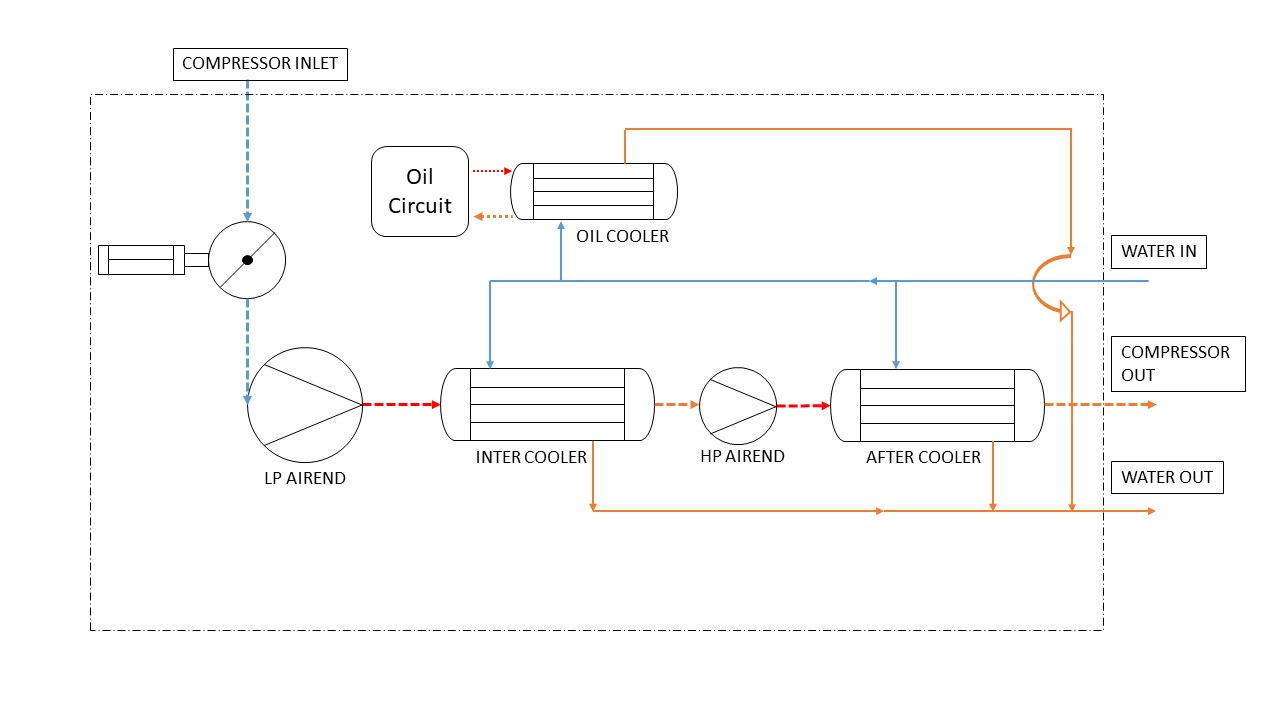 COMPRESSOR INLET
Oil
Circuit
OIL COOLER
WATER IN
COMPRESSOR
OUT
INTER COOLER
HP AIREND
AFTER COOLER
LP AIREND
WATER OUT